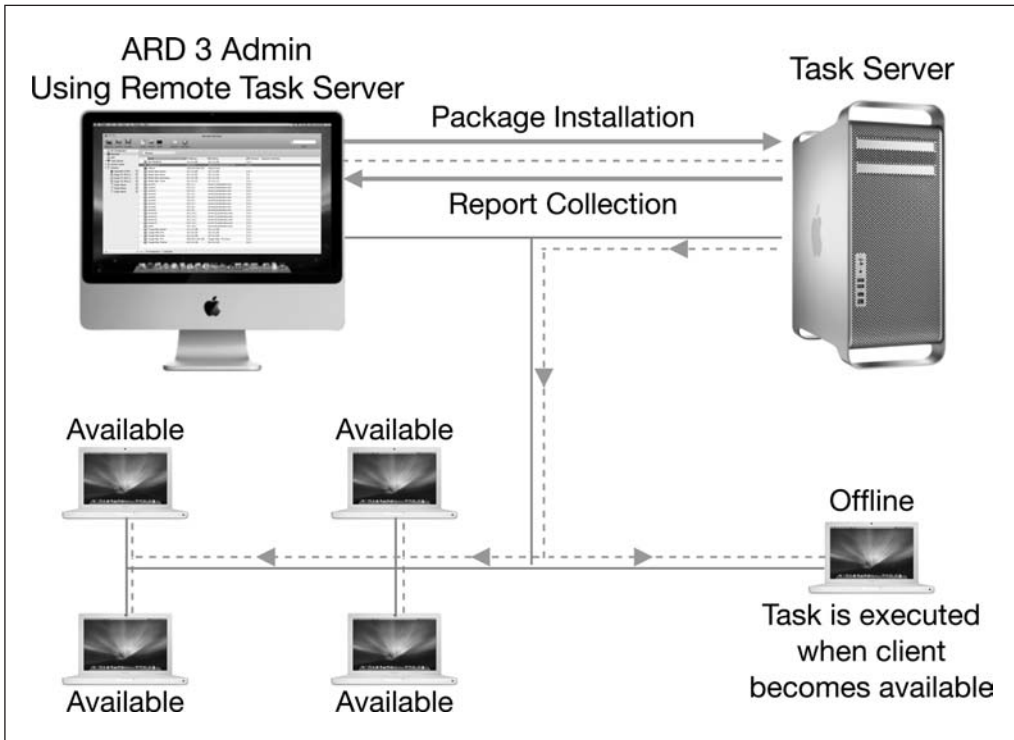 ARD 3 Admin
Using Remote Task Server
Task Server
Package Installation
Report Collection
Available
Available
Offline
Available
Available
Task is executed
when client
becomes available